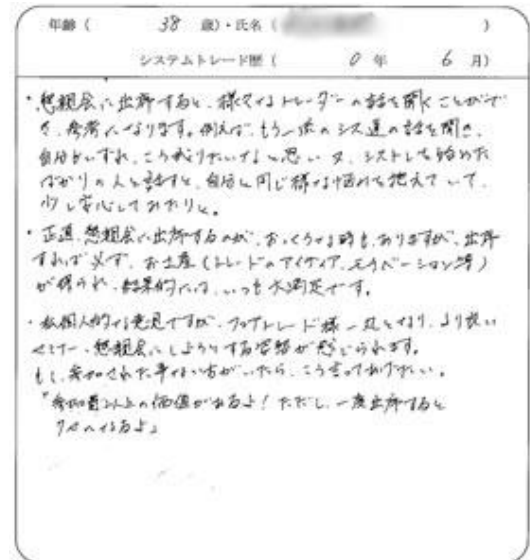 年齢( 38 歳)・氏名( )
システムトレード歴( 0 年 6 月)
・懇親会に出席すると、様々なトレーダーの話を聞くことがで
き、参考になります。例えば、もう一流のシス達の話を聞き、
自分もいずれ、こう成りたいなと思い、又、シストレを始めた
ばかりの人と話すと、自分と同じ様な悩みを抱えていて、
少し安心してみたりと。
・正直、懇親会に出席するのが、おっくうな時も、ありますが、出席
すれば必ず、お土産(トレードのアイディア、モチベーション等)
が得られ、結果的には、いつも大満足です。
・私個人的な意見ですが、フェアトレード様一丸となり、より良い
セミナー、懇親会にしようとする姿勢が感じられます。
もし、参加された事ない方がいたら、こう言ってあげたい。
「参加費以上の価値があるよ!ただし、一度出席すると
クセになるよ」